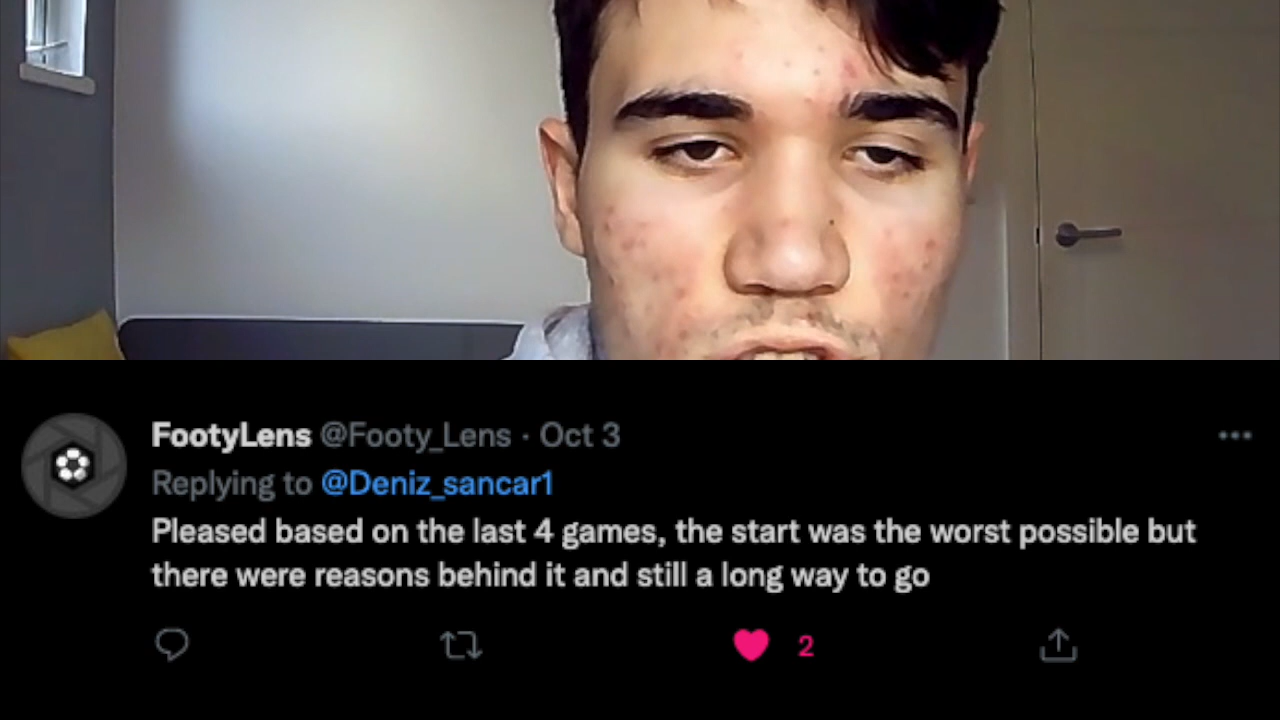 FootyLens @Footy_Lens · Oct 3
Replying to @Deniz_sancar1
Pleased based on the last 4 games, the start was the worst possible but
there were reasons behind it and still a long way to go
2